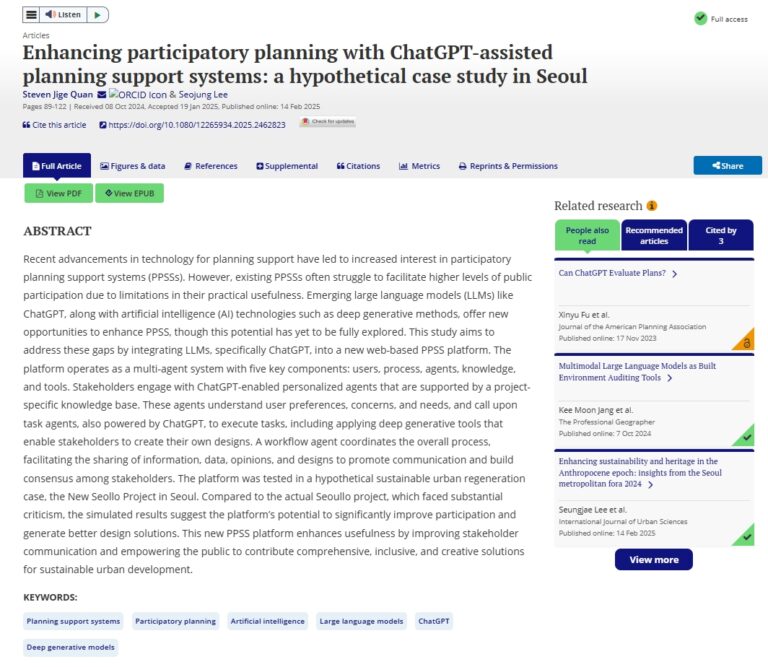 Listen
Full access
Articles
Enhancing participatory planning with ChatGPT-assisted
planning support systems: a hypothetical case study in Seoul
Steven Jige Quan ORCID Icon & Seojung Lee
Pages 89-122 | Received 08 Oct 2024, Accepted 19 Jan 2025, Published online: 14 Feb 2025
Cite this article https://doi.org/10.1080/12265934.2025.2462823 Check for updates
Full Article Figures & data References Supplemental Citations Metrics Reprints & Permissions Share
View PDF View EPUB
ABSTRACT
Recent advancements in technology for planning support have led to increased interest in participatory
planning support systems (PPSSs). However, existing PPSSs often struggle to facilitate higher levels of public
participation due to limitations in their practical usefulness. Emerging large language models (LLMs) like
ChatGPT, along with artificial intelligence (AI) technologies such as deep generative methods, offer new
opportunities to enhance PPSS, though this potential has yet to be fully explored. This study aims to
address these gaps by integrating LLMs, specifically ChatGPT, into a new web-based PPSS platform. The
platform operates as a multi-agent system with five key components: users, process, agents, knowledge,
and tools. Stakeholders engage with ChatGPT-enabled personalized agents that are supported by a project-
specific knowledge base. These agents understand user preferences, concerns, and needs, and call upon
task agents, also powered by ChatGPT, to execute tasks, including applying deep generative tools that
enable stakeholders to create their own designs. A workflow agent coordinates the overall process,
facilitating the sharing of information, data, opinions, and designs to promote communication and build
consensus among stakeholders. The platform was tested in a hypothetical sustainable urban regeneration
case, the New Seollo Project in Seoul. Compared to the actual Seoullo project, which faced substantial
criticism, the simulated results suggest the platform's potential to significantly improve participation and
generate better design solutions. This new PPSS platform enhances usefulness by improving stakeholder
communication and empowering the public to contribute comprehensive, inclusive, and creative solutions
for sustainable urban development.
KEYWORDS:
Planning support systems Participatory planning Artificial intelligence Large language models ChatGPT
Deep generative models
Related research
People also
read
Recommended
articles
Cited by
3
Can ChatGPT Evaluate Plans?
Xinyu Fu et al.
Journal of the American Planning Association
Published online: 17 Nov 2023
Multimodal Large Language Models as Built
Environment Auditing Tools
Kee Moon Jang et al.
The Professional Geographer
Published online: 7 Oct 2024
Enhancing sustainability and heritage in the
Anthropocene epoch: insights from the Seoul
metropolitan fora 2024
Seungjae Lee et al.
International Journal of Urban Sciences
Published online: 14 Feb 2025
View more